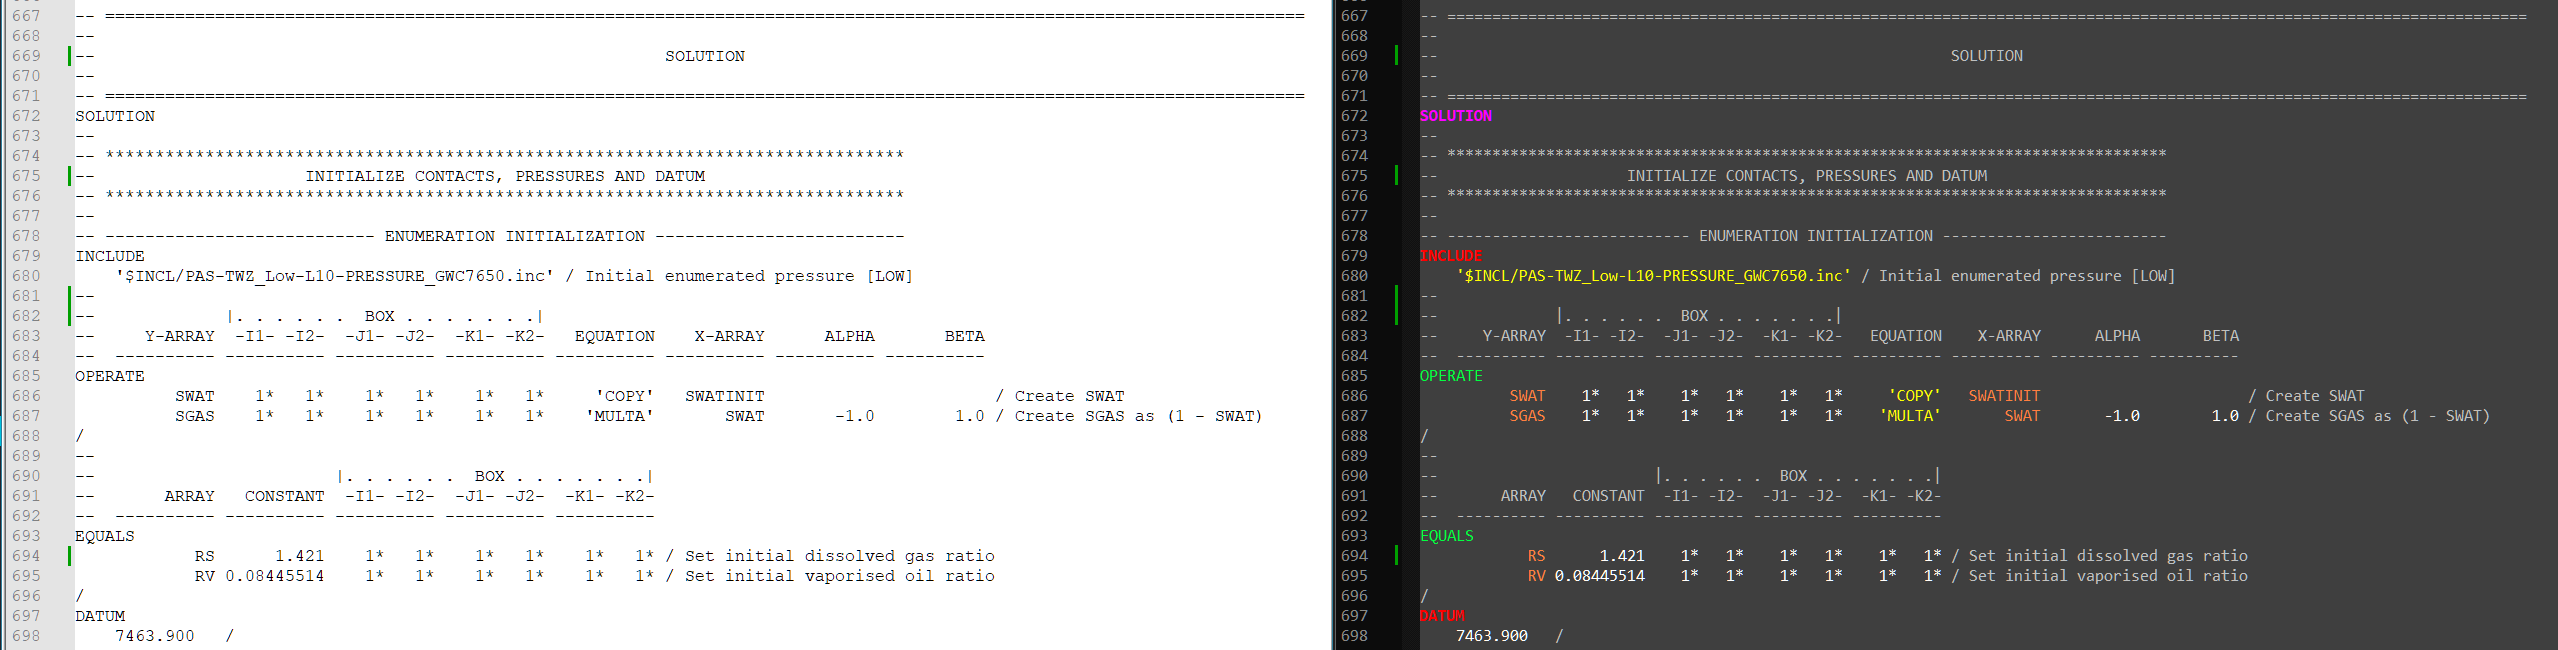 667 -- ========================================================================================================================
668 --
669 -- SOLUTION
670 --
671 -- ========================================================================================================================
672 SOLUTION
673 --
674 -- ********************************************************************************
675 -- INITIALIZE CONTACTS, PRESSURES AND DATUM
676 -- ********************************************************************************
677 --
678 -- --------------------------- ENUMERATION INITIALIZATION -------------------------
679 INCLUDE
680 '$INCL/PAS-TWZ_Low-L10-PRESSURE_GWC7650.inc' / Initial enumerated pressure [LOW]
681 --
682 -- |. . . . . . BOX . . . . . . .|
683 -- Y-ARRAY -I1- -I2- -J1- -J2- -K1- -K2- EQUATION X-ARRAY ALPHA BETA
684 -- ---------- ---------- ---------- ---------- ---------- ---------- ---------- ----------
685 OPERATE
686 SWAT 1* 1* 1* 1* 1* 1* 'COPY' SWATINIT / Create SWAT
687 SGAS 1* 1* 1* 1* 1* 1* 'MULTA' SWAT -1.0 1.0 / Create SGAS as (1 - SWAT)
688 /
689 --
690 -- |. . . . . . BOX . . . . . . .|
691 -- ARRAY CONSTANT -I1- -I2- -J1- -J2- -K1- -K2-
692 -- ---------- ---------- ---------- ---------- ----------
693 EQUALS
694 RS 1.421 1* 1* 1* 1* 1* 1* / Set initial dissolved gas ratio
695 RV 0.08445514 1* 1* 1* 1* 1* 1* / Set initial vaporised oil ratio
696 /
697 DATUM
698 7463.900 /
667 -- ========================================================================================================================
668 --
669 -- SOLUTION
670 --
671 -- ========================================================================================================================
672 SOLUTION
673 --
674 -- ********************************************************************************
675 -- INITIALIZE CONTACTS, PRESSURES AND DATUM
676 -- ********************************************************************************
677 --
678 -- --------------------------- ENUMERATION INITIALIZATION -------------------------
679 INCLUDE
680 '$INCL/PAS-TWZ_Low-L10-PRESSURE_GWC7650.inc' / Initial enumerated pressure [LOW]
681 --
682 -- |. . . . . . BOX . . . . . . .|
683 -- Y-ARRAY -I1- -I2- -J1- -J2- -K1- -K2- EQUATION X-ARRAY ALPHA BETA
684 -- ---------- ---------- ---------- ---------- ---------- ---------- ---------- ----------
685 OPERATE
686 SWAT 1* 1* 1* 1* 1* 1* 'COPY' SWATINIT / Create SWAT
687 SGAS 1* 1* 1* 1* 1* 1* 'MULTA' SWAT -1.0 1.0 / Create SGAS as (1 - SWAT)
688 /
689 --
690 -- |. . . . . . BOX . . . . . . .|
691 -- ARRAY CONSTANT -I1- -I2- -J1- -J2- -K1- -K2-
692 -- ---------- ---------- ---------- ---------- ----------
693 EQUALS
694 RS 1.421 1* 1* 1* 1* 1* 1* / Set initial dissolved gas ratio
695 RV 0.08445514 1* 1* 1* 1* 1* 1* / Set initial vaporised oil ratio
696 /
697 DATUM
698 7463.900 /